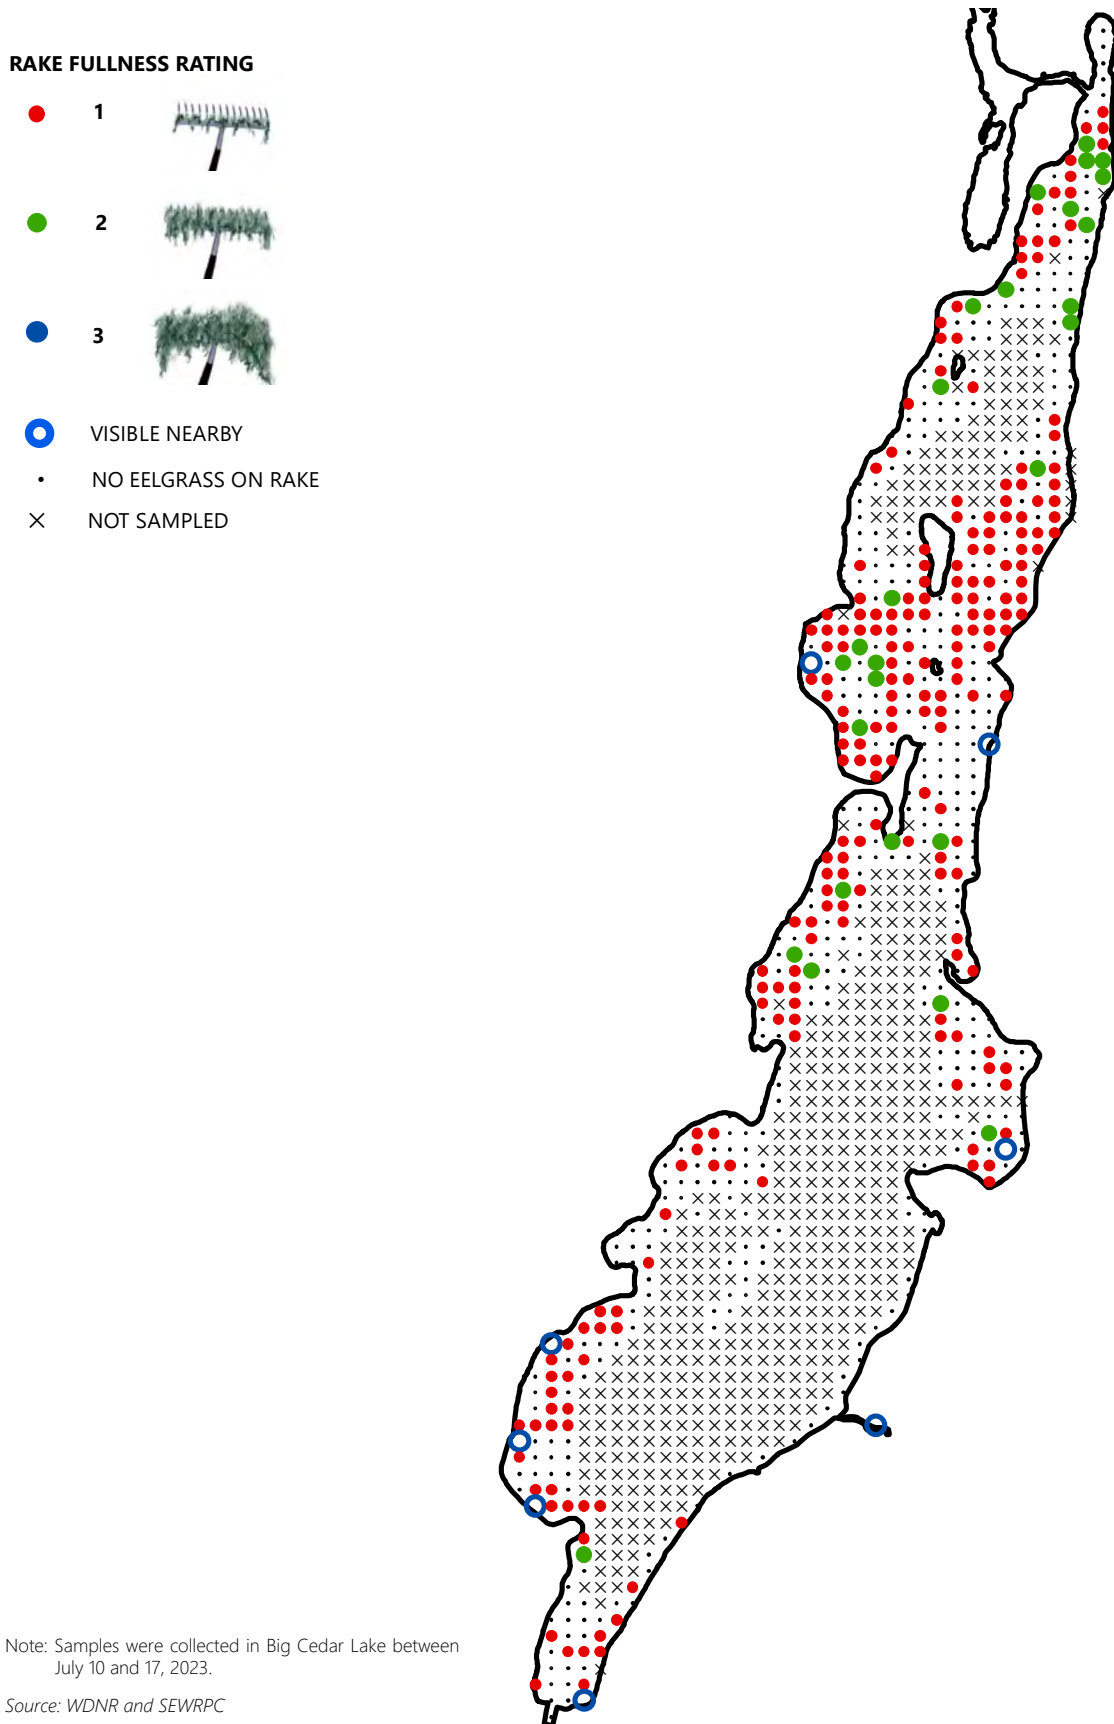 RAKE FULLNESS RATING
1
2
3
VISIBLE NEARBY
NO EELGRASS ON RAKE
NOT SAMPLED
Note: Samples were collected in Big Cedar Lake between
July 10 and 17, 2023.
Source: WDNR and SEWRPC